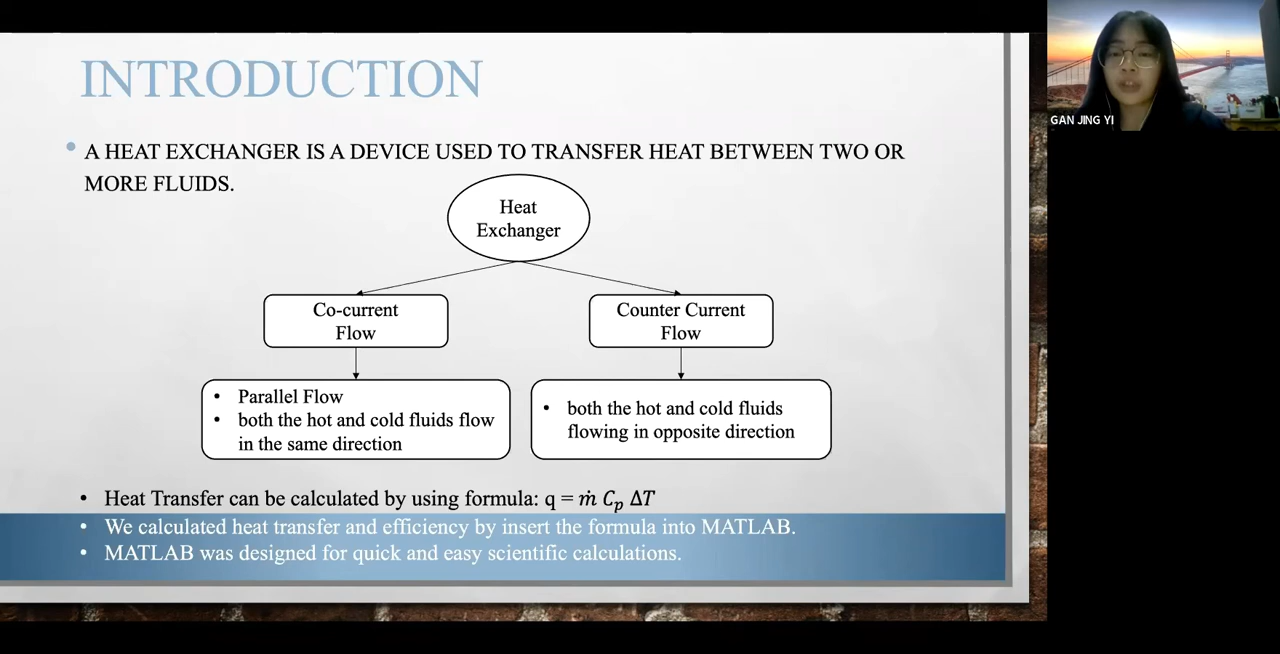 INTRODUCTION
• A HEAT EXCHANGER IS A DEVICE USED TO TRANSFER HEAT BETWEEN TWO OR
MORE FLUIDS.
Heat
Exchanger
Co-current
Flow
Counter Current
Flow
• Parallel Flow
• both the hot and cold fluids flow
in the same direction
• both the hot and cold fluids
flowing in opposite direction
• Heat Transfer can be calculated by using formula: q = ṁ Cₚ ΔT
• We calculated heat transfer and efficiency by insert the formula into MATLAB.
• MATLAB was designed for quick and easy scientific calculations.
GAN JING YI